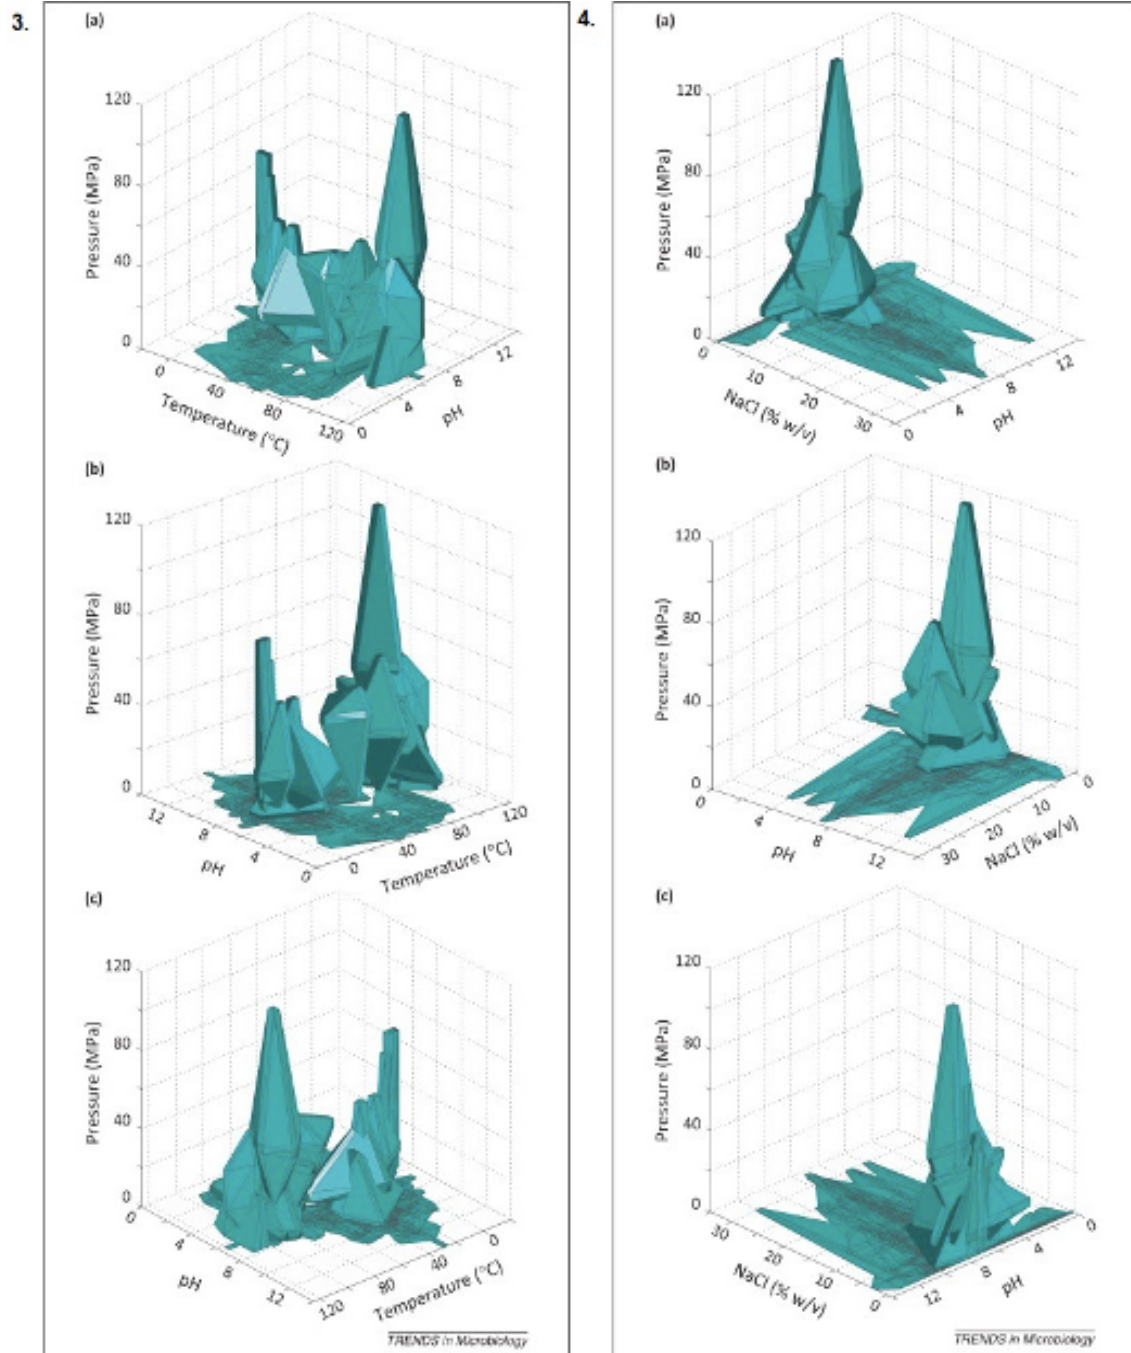 3.
(a)
120
80
40
0
Pressure (MPa)
0
40
80
120
Temperature (°C)
0
4
8
12
pH
(b)
120
80
40
0
Pressure (MPa)
12
8
4
0
pH
0
40
80
120
Temperature (°C)
(c)
120
80
40
0
Pressure (MPa)
0
4
8
12
pH
120
80
40
0
Temperature (°C)
TRENDS in Microbiology
4.
(a)
120
80
40
0
Pressure (MPa)
0
10
20
30
NaCl (% w/v)
0
4
8
12
pH
(b)
120
80
40
0
Pressure (MPa)
0
4
8
12
pH
30
20
10
0
NaCl (% w/v)
(c)
120
80
40
0
Pressure (MPa)
30
20
10
0
NaCl (% w/v)
12
8
4
0
pH
TRENDS in Microbiology